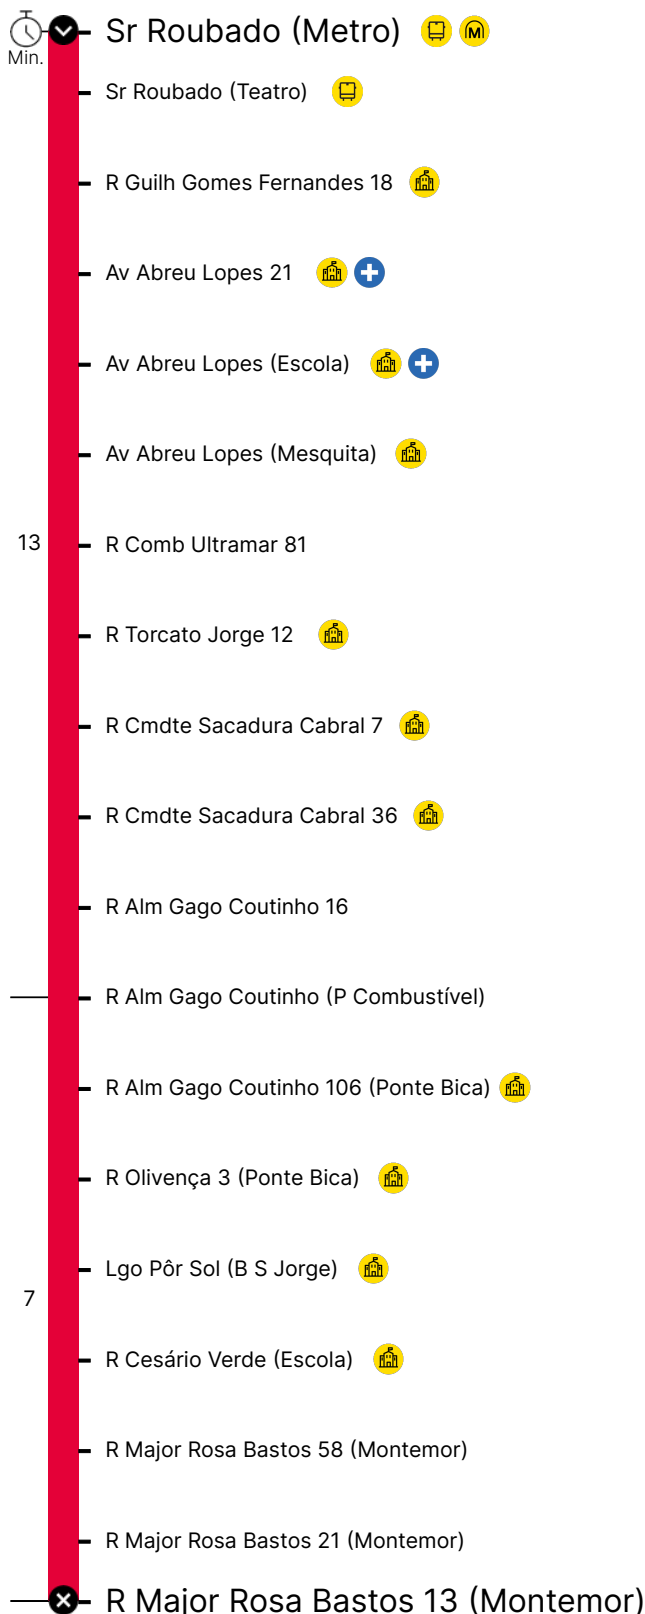 Sr Roubado (Metro)
Min.
Sr Roubado (Teatro)
R Guilh Gomes Fernandes 18
Av Abreu Lopes 21
Av Abreu Lopes (Escola)
Av Abreu Lopes (Mesquita)
13
R Comb Ultramar 81
R Torcato Jorge 12
R Cmdte Sacadura Cabral 7
R Cmdte Sacadura Cabral 36
R Alm Gago Coutinho 16
R Alm Gago Coutinho (P Combustível)
R Alm Gago Coutinho 106 (Ponte Bica)
R Olivença 3 (Ponte Bica)
Lgo Pôr Sol (B S Jorge)
7
R Cesário Verde (Escola)
R Major Rosa Bastos 58 (Montemor)
R Major Rosa Bastos 21 (Montemor)
R Major Rosa Bastos 13 (Montemor)